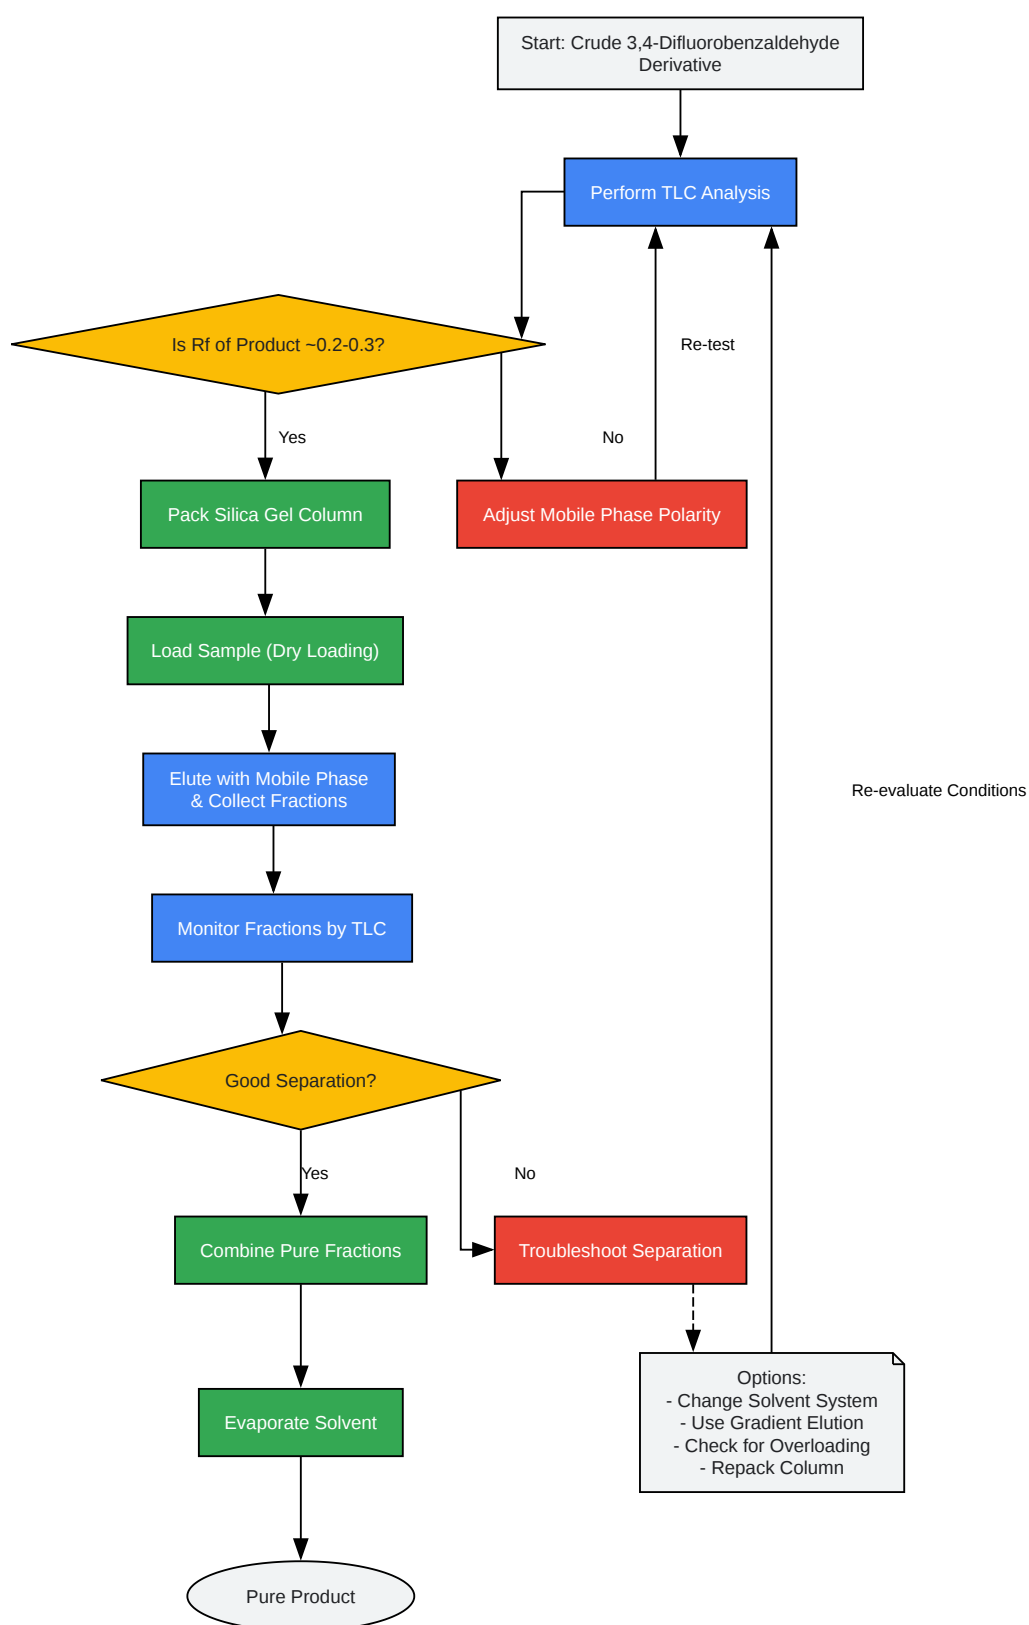 Start: Crude 3,4-Difluorobenzaldehyde
Derivative
Perform TLC Analysis
Is Rf of Product ~0.2-0.3?
Re-test
Yes
No
Pack Silica Gel Column
Adjust Mobile Phase Polarity
Load Sample (Dry Loading)
Elute with Mobile Phase
& Collect Fractions
Re-evaluate Conditions
Monitor Fractions by TLC
Good Separation?
Yes
No
Combine Pure Fractions
Troubleshoot Separation
Options:
- Change Solvent System
- Use Gradient Elution
- Check for Overloading
- Repack Column
Evaporate Solvent
Pure Product